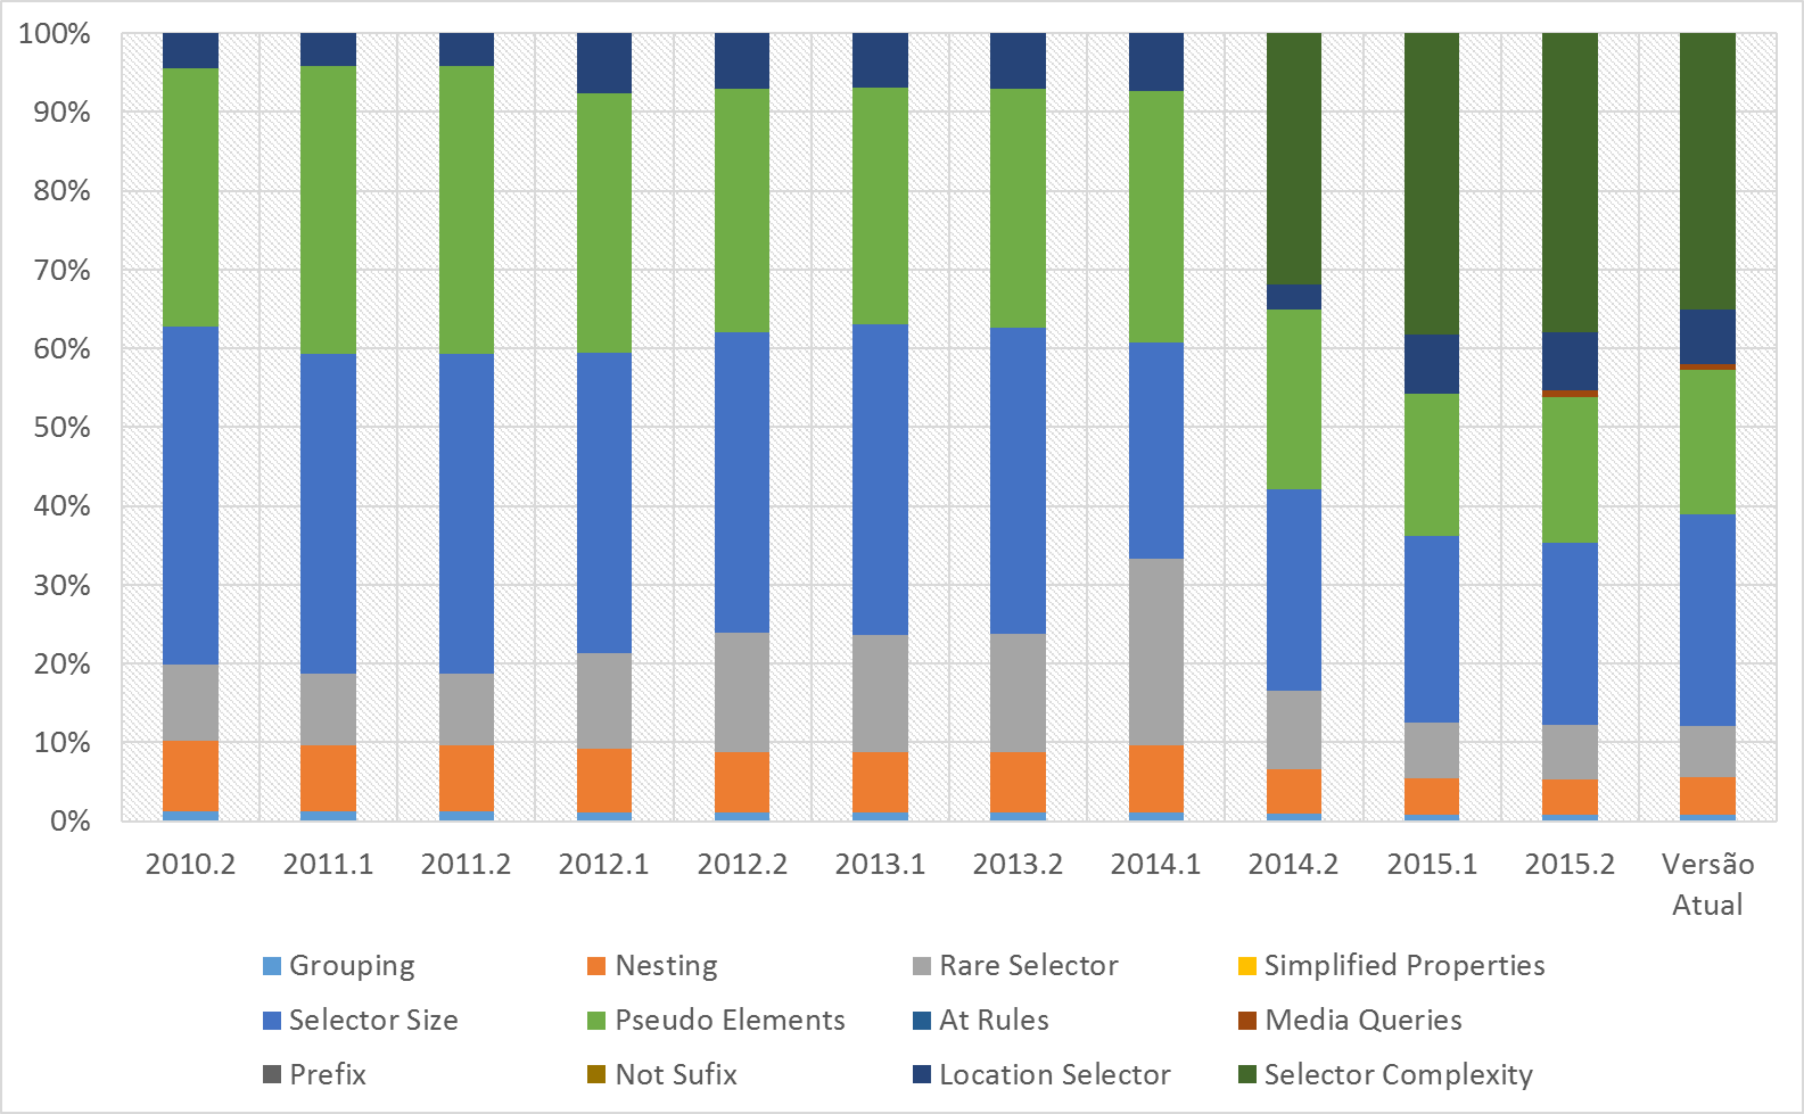 100%
90%
80%
70%
60%
50%
40%
30%
20%
10%
0%
2010.2 2011.1 2011.2 2012.1 2012.2 2013.1 2013.2 2014.1 2014.2 2015.1 2015.2 Versão
Atual
Grouping Nesting Rare Selector Simplified Properties
Selector Size Pseudo Elements At Rules Media Queries
Prefix Not Sufix Location Selector Selector Complexity